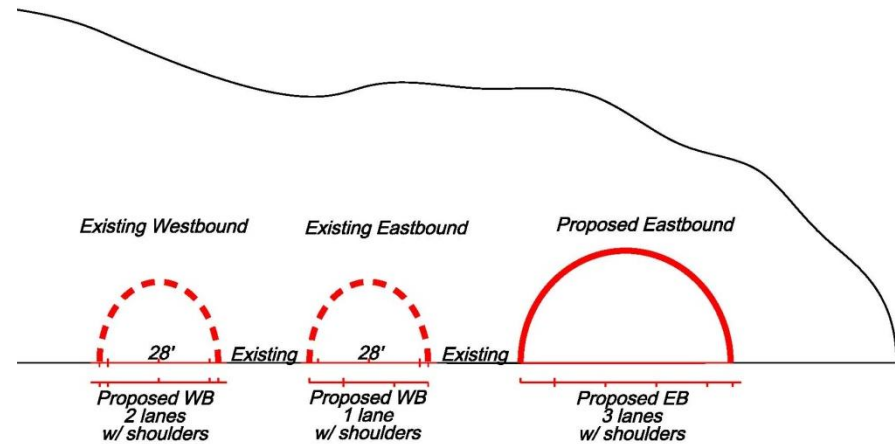 Existing Westbound
Existing Eastbound
Proposed Eastbound
28'
Existing
28'
Existing
Proposed WB
2 lanes
w/ shoulders
Proposed WB
1 lane
w/ shoulders
Proposed EB
3 lanes
w/ shoulders